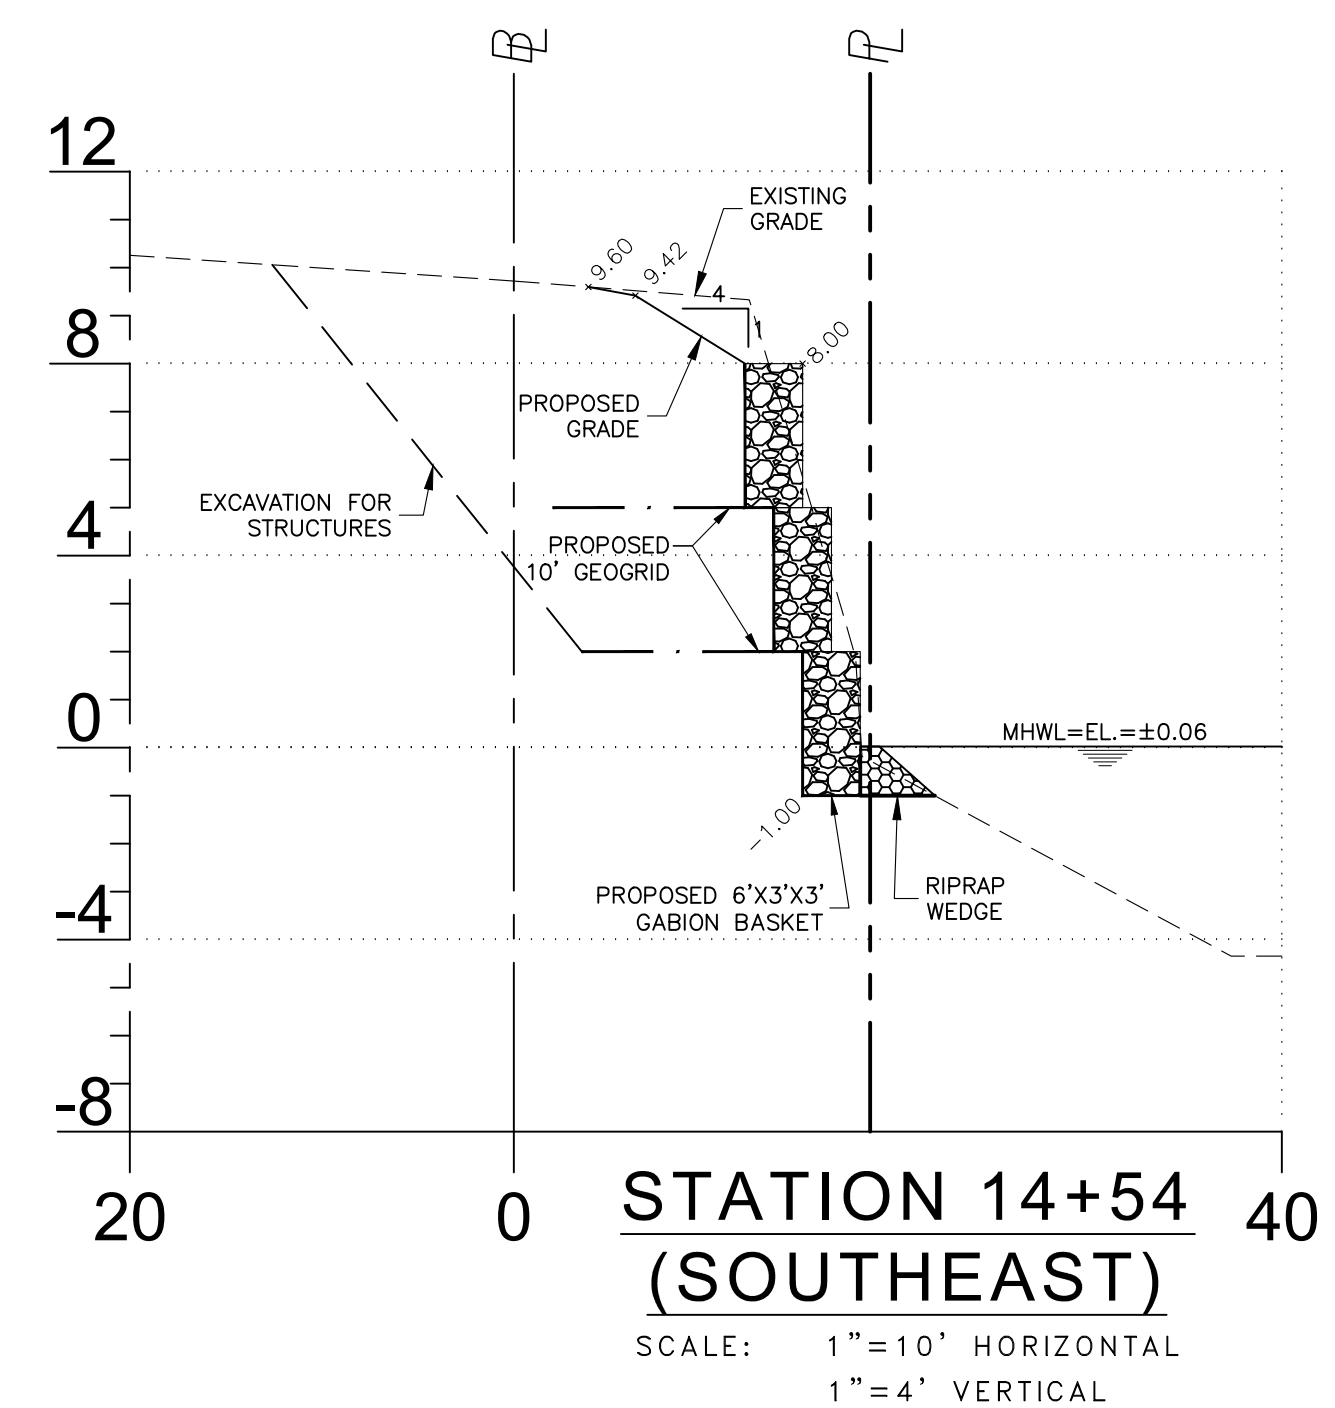 BL
PL
12
EXISTING
GRADE
9.60
9.42
4
1
8
8.00
PROPOSED
GRADE
EXCAVATION FOR
STRUCTURES
4
PROPOSED
10' GEOGRID
0
MHWL=EL.=±0.06
-1.00
-4
PROPOSED 6'X3'X3'
GABION BASKET
RIPRAP
WEDGE
-8
20
0
40
STATION 14+54
(SOUTHEAST)
SCALE: 1"=10' HORIZONTAL
1"=4' VERTICAL